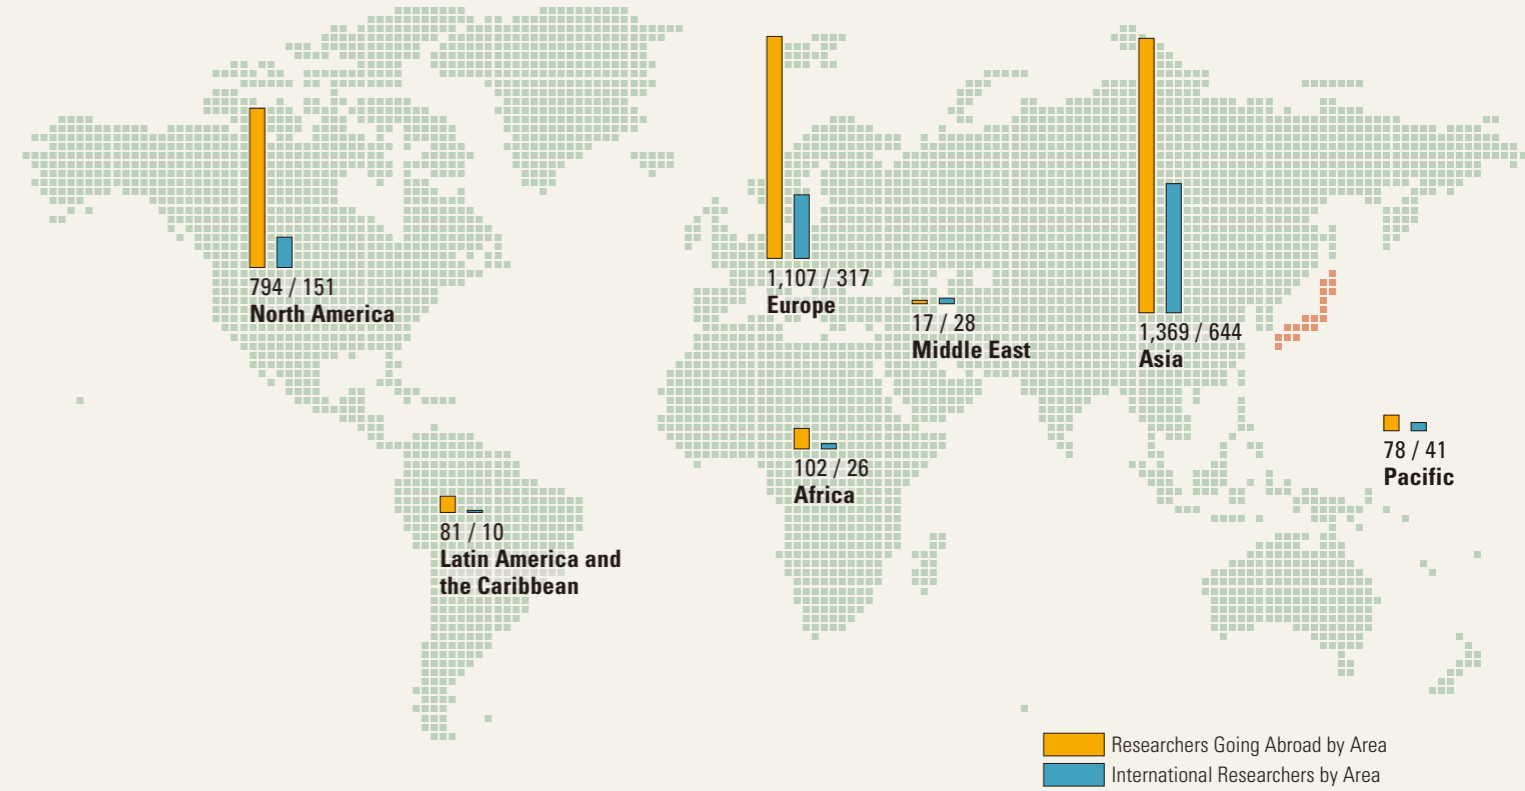 794 / 151
North America
1,107 / 317
Europe
17 / 28
Middle East
1,369 / 644
Asia
78 / 41
Pacific
102 / 26
Africa
81 / 10
Latin America and
the Caribbean
Researchers Going Abroad by Area
International Researchers by Area